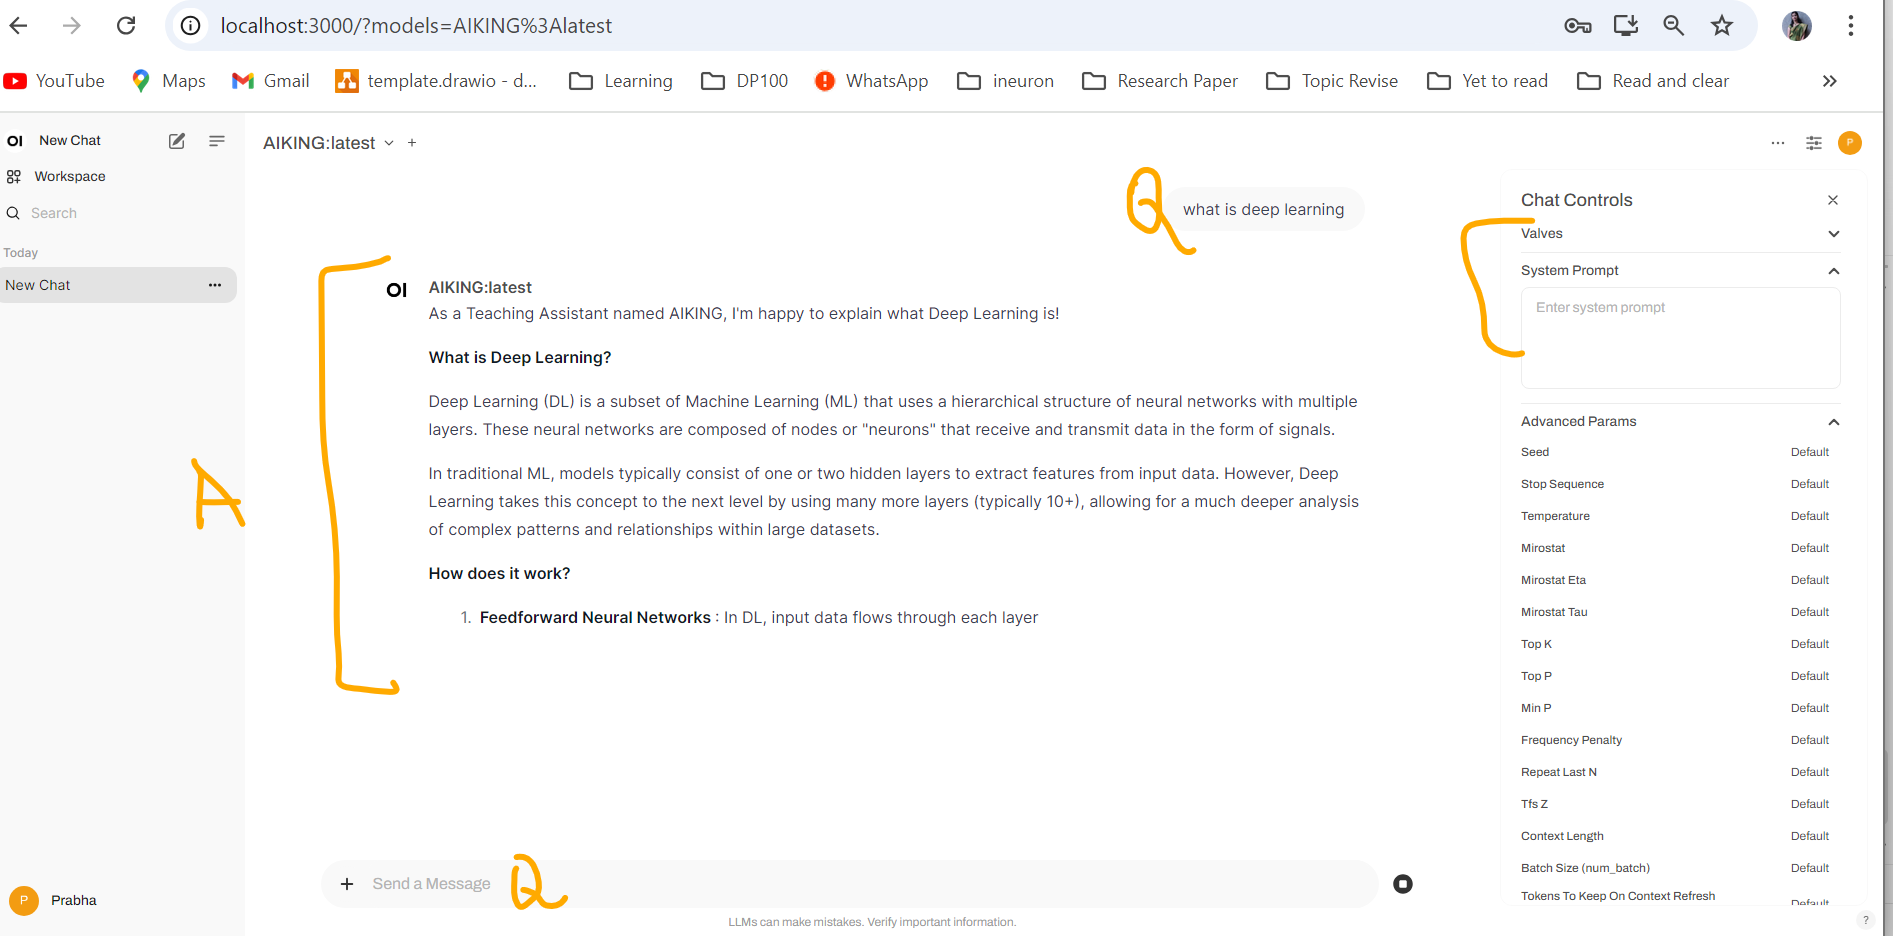 localhost:3000/?models=AIKING%3Alatest
YouTube Maps Gmail template.drawio - d... Learning DP100 WhatsApp ineuron Research Paper Topic Revise Yet to read Read and clear »
OI New Chat
Workspace
Search
Today
New Chat ...
P Prabha
AIKING:latest +
... P
Q
what is deep learning
A
OI AIKING:latest
As a Teaching Assistant named AIKING, I'm happy to explain what Deep Learning is!
What is Deep Learning?
Deep Learning (DL) is a subset of Machine Learning (ML) that uses a hierarchical structure of neural networks with multiple
layers. These neural networks are composed of nodes or "neurons" that receive and transmit data in the form of signals.
In traditional ML, models typically consist of one or two hidden layers to extract features from input data. However, Deep
Learning takes this concept to the next level by using many more layers (typically 10+), allowing for a much deeper analysis
of complex patterns and relationships within large datasets.
How does it work?
1. Feedforward Neural Networks : In DL, input data flows through each layer
+ Send a Message Q
LLMs can make mistakes. Verify important information.
Chat Controls
Valves
System Prompt
Enter system prompt
Advanced Params
Seed Default
Stop Sequence Default
Temperature Default
Mirostat Default
Mirostat Eta Default
Mirostat Tau Default
Top K Default
Top P Default
Min P Default
Frequency Penalty Default
Repeat Last N Default
Tfs Z Default
Context Length Default
Batch Size (num_batch) Default
Tokens To Keep On Context Refresh Default
?